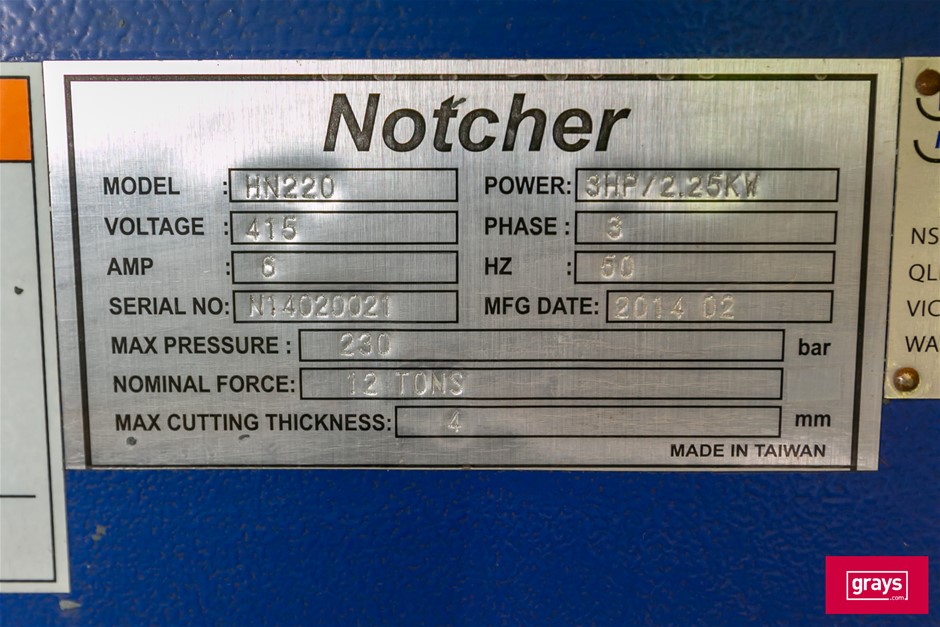 Notcher
MODEL : HN220 POWER: 3HP/2.25KW
VOLTAGE : 415 PHASE : 3
AMP : 6 HZ : 50
SERIAL NO: N14020021 MFG DATE: 2014 02
MAX PRESSURE : 230 bar
NOMINAL FORCE: 12 TONS
MAX CUTTING THICKNESS: 4 mm
MADE IN TAIWAN
QL
VIC
WA
grays
.com